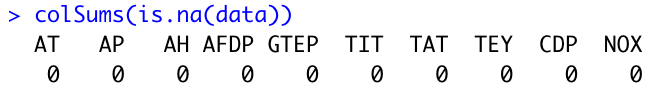 > colSums(is.na(data))
AT AP AH AFDP GTEP TIT TAT TEY CDP NOX
0 0 0 0 0 0 0 0 0 0